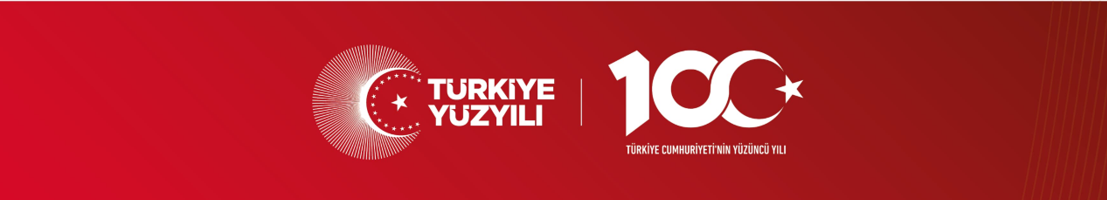 TÜRKİYE
YÜZYILI
100
TÜRKİYE CUMHURİYETİ'NİN YÜZÜNCÜ YILI